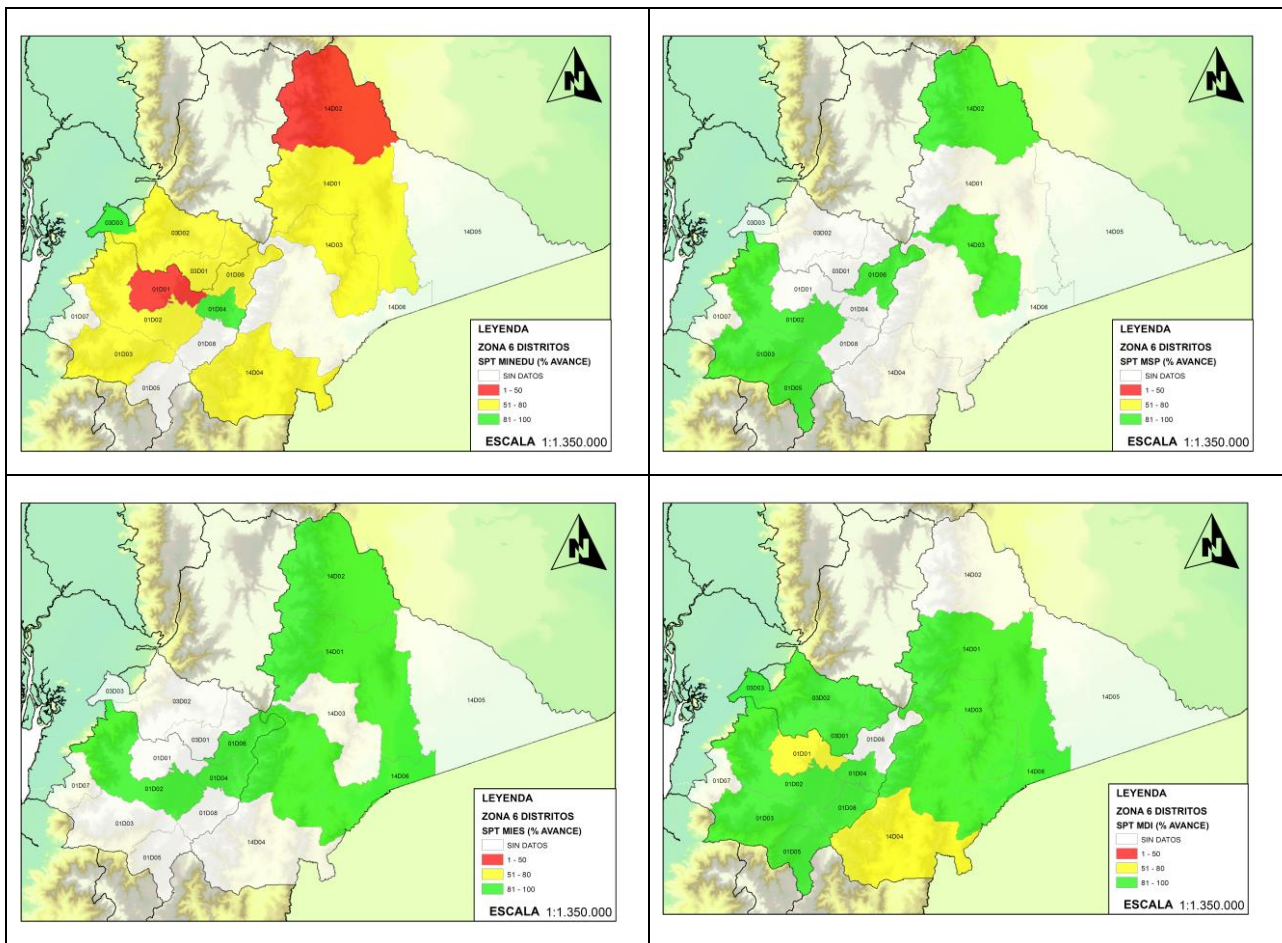 N
14D02
14D01
03D03
03D02
14D03
14D05
03D01
01D06
01D01
01D04
14D06
01D07
01D02
01D08
01D03
14D04
01D05
LEYENDA
ZONA 6 DISTRITOS
SPT MINEDU (% AVANCE)
SIN DATOS
1 - 50
51 - 80
81 - 100
ESCALA 1:1.350.000
N
14D02
14D01
03D03
03D02
14D03
14D05
03D01
01D06
01D01
01D04
14D06
01D07
01D02
01D08
01D03
14D04
01D05
LEYENDA
ZONA 6 DISTRITOS
SPT MSP (% AVANCE)
SIN DATOS
1 - 50
51 - 80
81 - 100
ESCALA 1:1.350.000
N
14D02
14D01
03D03
03D02
14D03
14D05
03D01
01D06
01D01
01D04
14D06
01D07
01D02
01D08
01D03
14D04
01D05
LEYENDA
ZONA 6 DISTRITOS
SPT MIES (% AVANCE)
SIN DATOS
1 - 50
51 - 80
81 - 100
ESCALA 1:1.350.000
N
14D02
14D01
03D03
03D02
14D03
14D05
03D01
01D06
01D01
01D04
14D06
01D07
01D02
01D08
01D03
14D04
01D05
LEYENDA
ZONA 6 DISTRITOS
SPT MDI (% AVANCE)
SIN DATOS
1 - 50
51 - 80
81 - 100
ESCALA 1:1.350.000